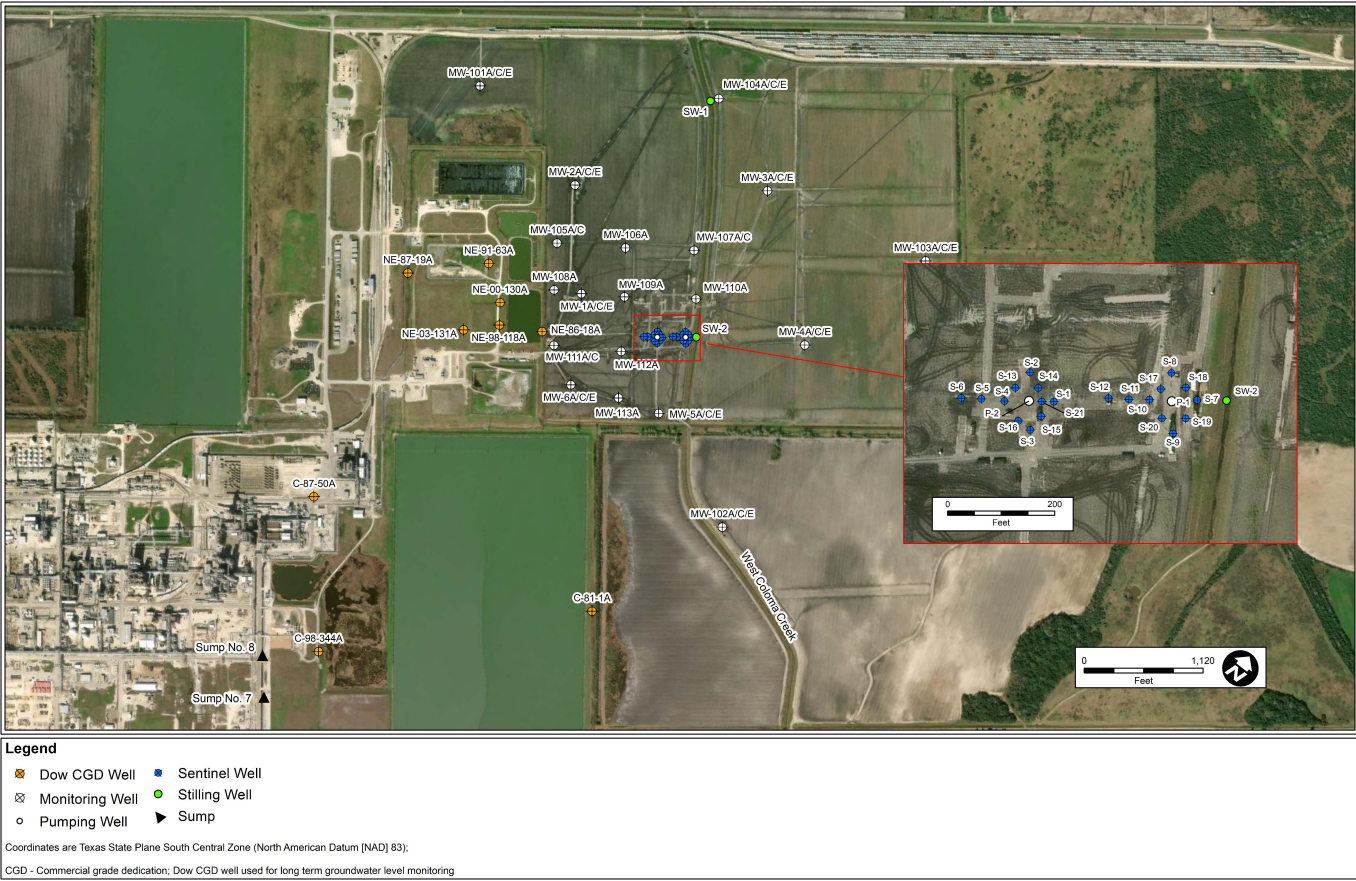 MW-101A/C/E
MW-104A/C/E
SW-1
MW-2A/C/E
MW-3A/C/E
MW-105A/C
MW-106A
MW-107A/C
NE-91-63A
NE-87-19A
MW-103A/C/E
MW-108A
MW-109A
MW-110A
NE-00-130A
MW-1A/C/E
NE-03-131A
NE-98-118A
NE-86-18A
SW-2
MW-4A/C/E
MW-111A/C
MW-112A
MW-6A/C/E
MW-113A
MW-5A/C/E
S-2
S-8
S-13
S-14
S-17
S-18
S-6
S-5
S-4
S-1
S-12
S-11
S-7
SW-2
P-1
S-10
P-2
S-21
S-16
S-15
S-20
S-19
S-3
S-9
0
200
Feet
C-87-50A
MW-102A/C/E
West Coloma Creek
C-81-1A
C-98-344A
Sump No. 8
Sump No. 7
0
1,120
Feet
N
Legend
Dow CGD Well
Sentinel Well
Monitoring Well
Stilling Well
Pumping Well
Sump
Coordinates are Texas State Plane South Central Zone (North American Datum [NAD] 83);
CGD - Commercial grade dedication; Dow CGD well used for long term groundwater level monitoring